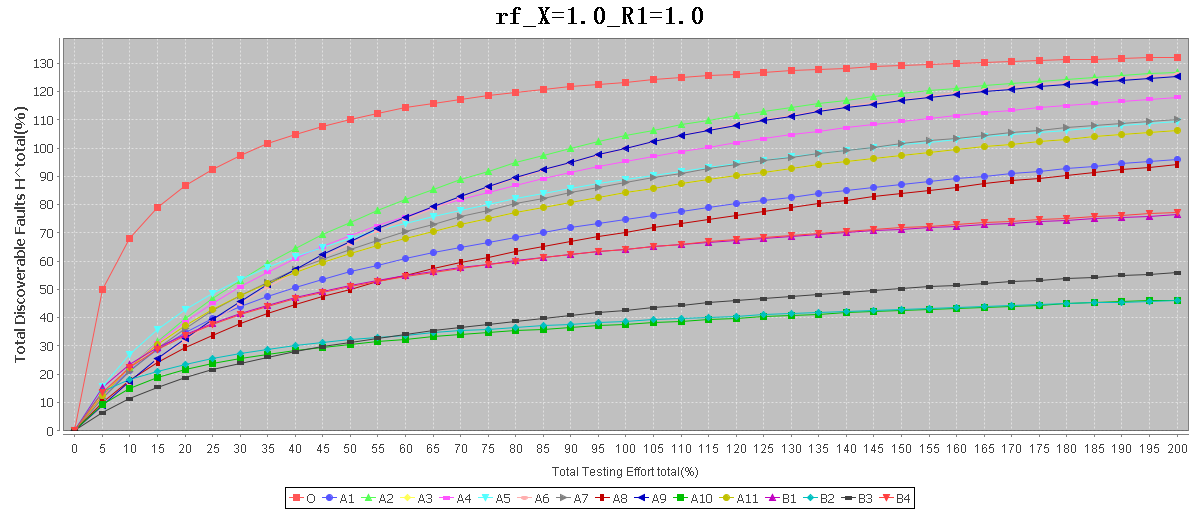 rf_X=1.0_R1=1.0
Total Discoverable Faults H^total(%)
130
120
110
100
90
80
70
60
50
40
30
20
10
0
0 5 10 15 20 25 30 35 40 45 50 55 60 65 70 75 80 85 90 95 100 105 110 115 120 125 130 135 140 145 150 155 160 165 170 175 180 185 190 195 200
Total Testing Effort total(%)
O A1 A2 A3 A4 A5 A6 A7 A8 A9 A10 A11 B1 B2 B3 B4